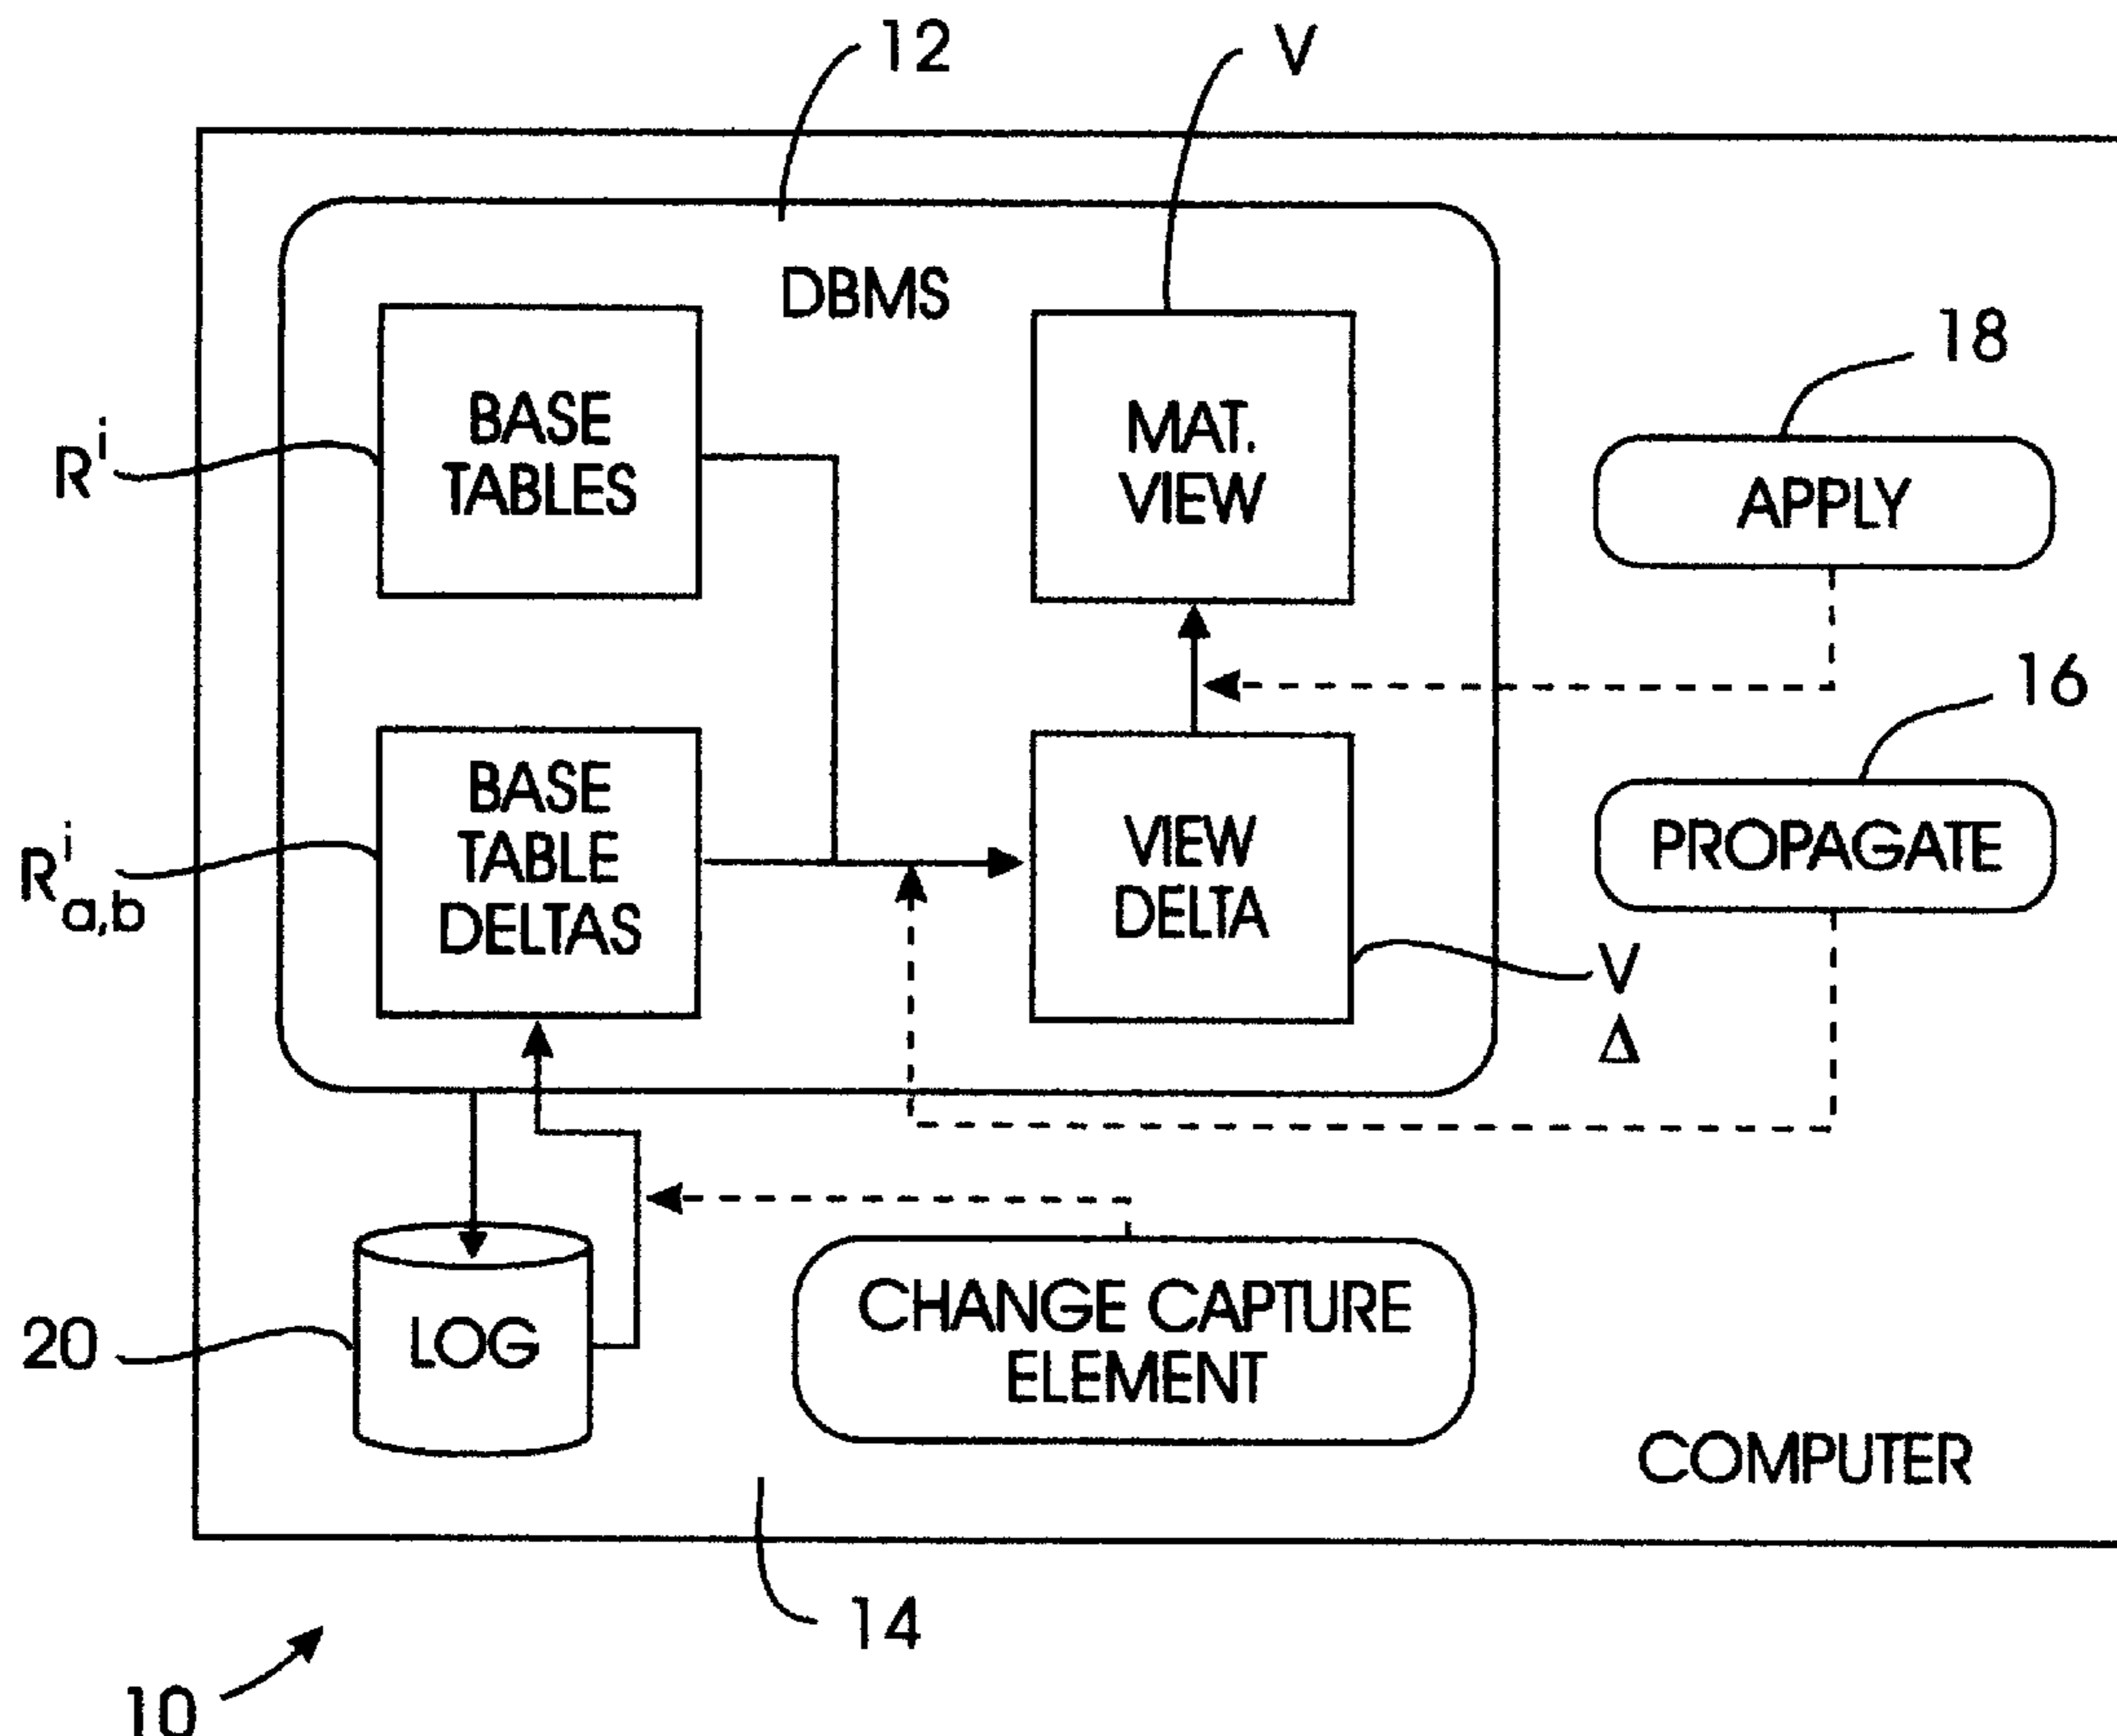 12
V
DBMS
BASE
TABLES
MAT.
VIEW
18
APPLY
R^i
16
PROPAGATE
BASE
TABLE
DELTAS
VIEW
DELTA
R^i_a,b
V
Δ
20
LOG
CHANGE CAPTURE
ELEMENT
COMPUTER
14
10